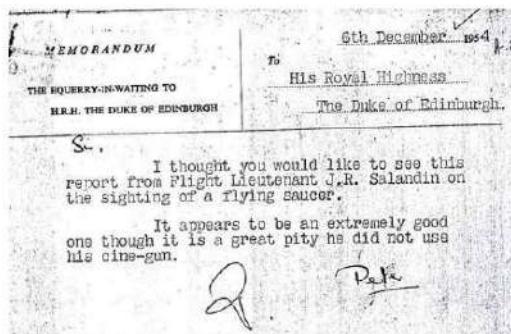 MEMORANDUM
THE EQUERRY-IN-WAITING TO
H.R.H. THE DUKE OF EDINBURGH
6th December 1954
To
His Royal Highness
The Duke of Edinburgh.
Sir,
I thought you would like to see this
report from Flight Lieutenant J.R. Salandin on
the sighting of a flying saucer.
It appears to be an extremely good
one though it is a great pity he did not use
his cine-gun.
Pete